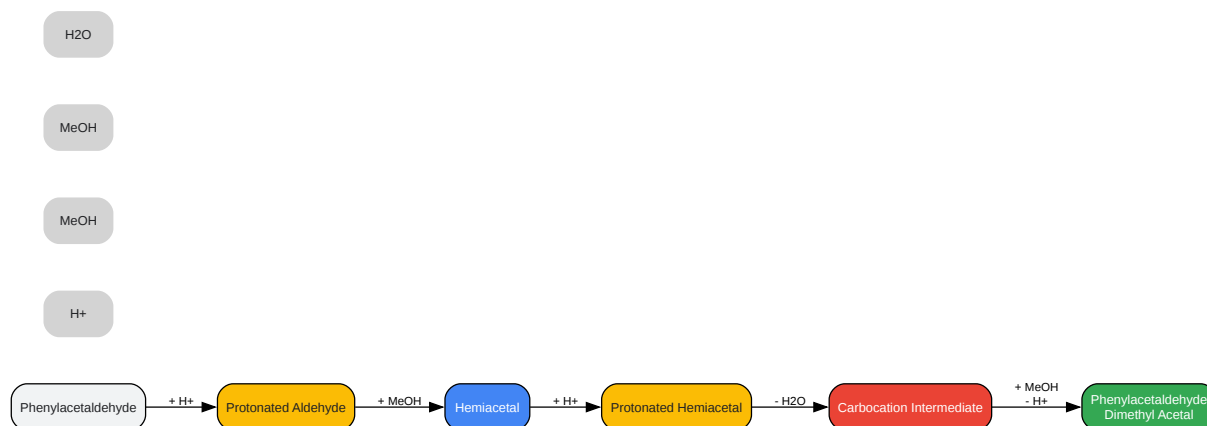 H2O
MeOH
MeOH
H+
Phenylacetaldehyde
+ H+
Protonated Aldehyde
+ MeOH
Hemiacetal
+ H+
Protonated Hemiacetal
- H2O
Carbocation Intermediate
+ MeOH
- H+
Phenylacetaldehyde
Dimethyl Acetal